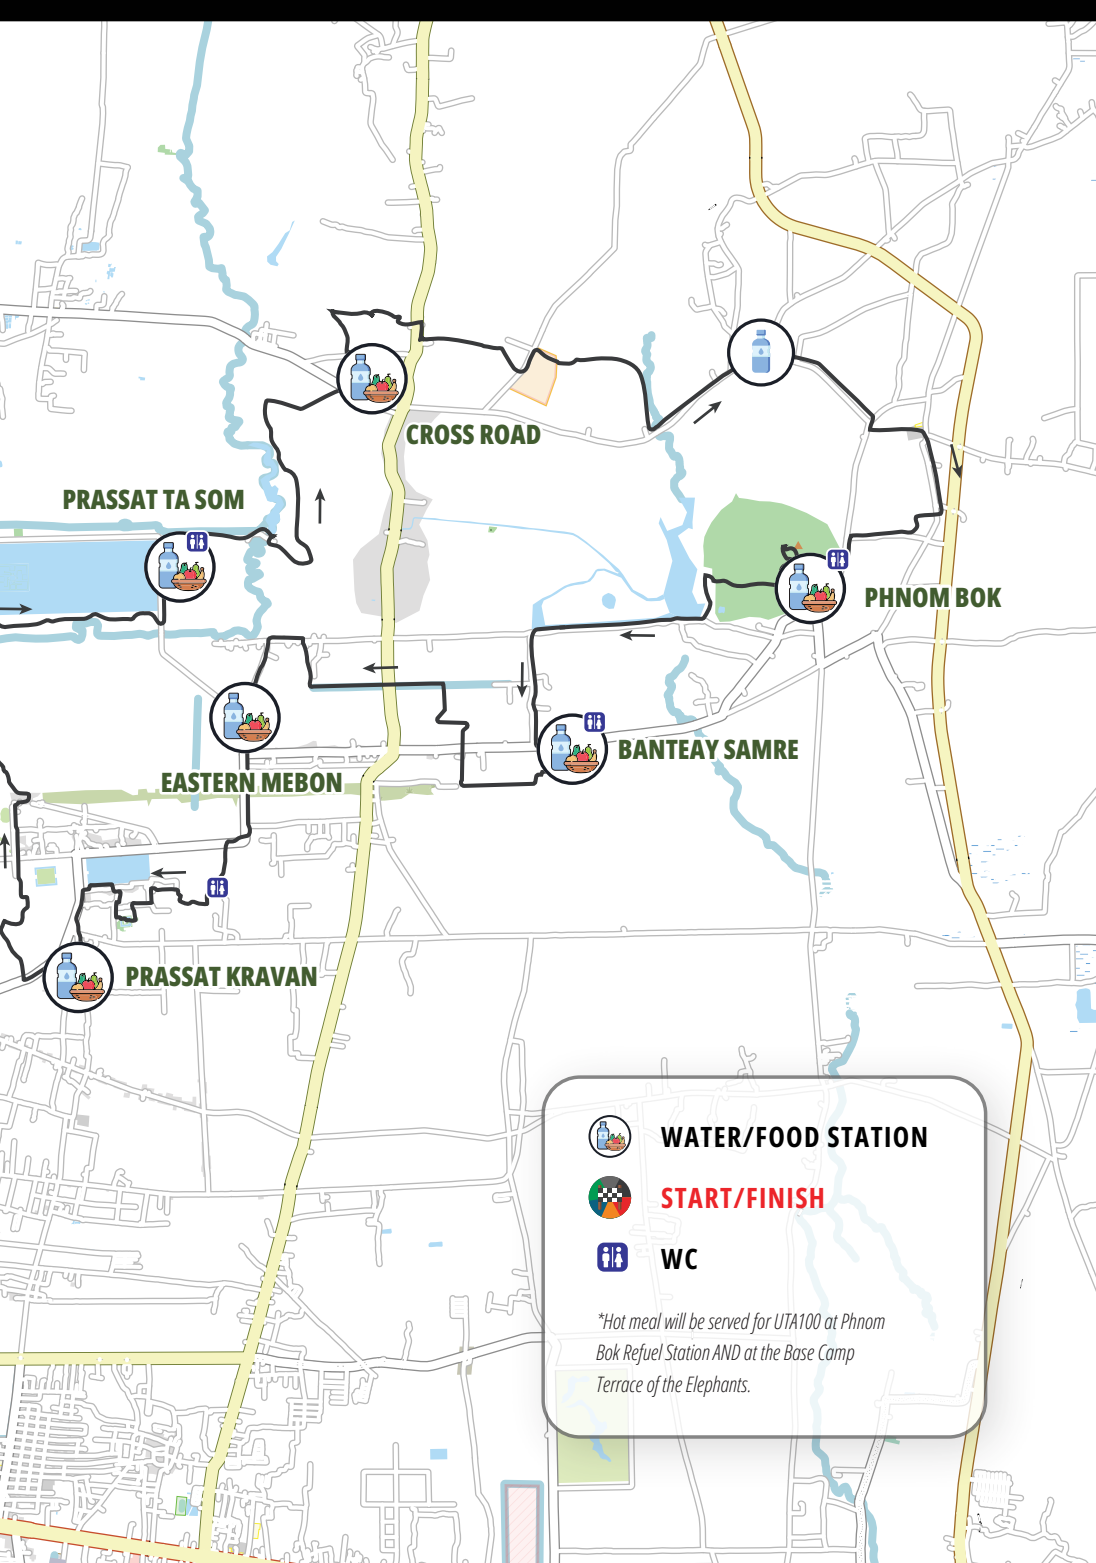 CROSS ROAD
PRASSAT TA SOM
PHNOM BOK
BANTEAY SAMRE
EASTERN MEBON
PRASSAT KRAVAN
WATER/FOOD STATION
START/FINISH
WC
*Hot meal will be served for UTA100 at Phnom
Bok Refuel Station AND at the Base Camp
Terrace of the Elephants.